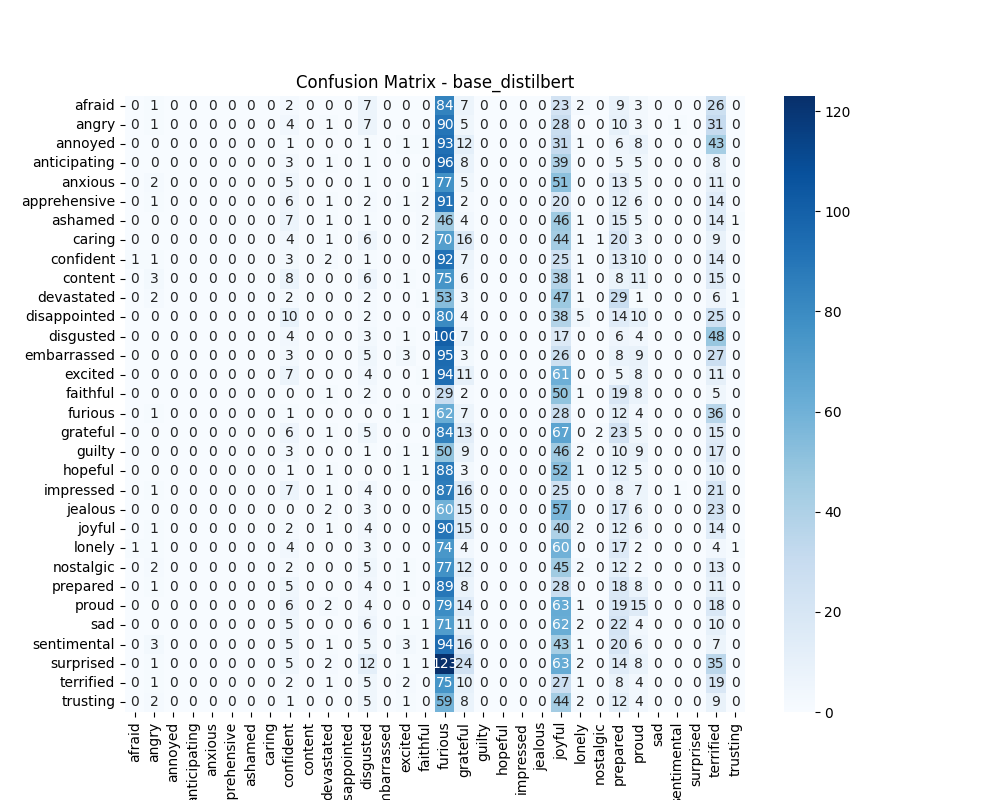 Confusion Matrix - base_distilbert
afraid 0 1 0 0 0 0 0 0 2 0 0 0 7 0 0 0 84 7 0 0 0 0 23 2 0 9 3 0 0 0 26 0
angry 0 1 0 0 0 0 0 0 4 0 1 0 7 0 0 0 90 5 0 0 0 0 28 0 0 10 3 0 1 0 31 0
annoyed 0 0 0 0 0 0 0 0 1 0 0 0 1 0 1 1 93 12 0 0 0 0 31 1 0 6 8 0 0 0 43 0
anticipating 0 0 0 0 0 0 0 0 3 0 1 0 1 0 0 0 96 8 0 0 0 0 39 0 0 5 5 0 0 0 8 0
anxious 0 2 0 0 0 0 0 0 5 0 0 0 1 0 0 1 77 5 0 0 0 0 51 0 0 13 5 0 0 0 11 0
apprehensive 0 1 0 0 0 0 0 0 6 0 1 0 2 0 1 2 91 2 0 0 0 0 20 0 0 12 6 0 0 0 14 0
ashamed 0 0 0 0 0 0 0 0 7 0 1 0 1 0 0 2 46 4 0 0 0 0 46 1 0 15 5 0 0 0 14 1
caring 0 0 0 0 0 0 0 0 4 0 1 0 6 0 0 2 70 16 0 0 0 0 44 1 1 20 3 0 0 0 9 0
confident 1 1 0 0 0 0 0 0 3 0 2 0 1 0 0 0 92 7 0 0 0 0 25 1 0 13 10 0 0 0 14 0
content 0 3 0 0 0 0 0 0 8 0 0 0 6 0 1 0 75 6 0 0 0 0 38 1 0 8 11 0 0 0 15 0
devastated 0 2 0 0 0 0 0 0 2 0 0 0 2 0 0 1 53 3 0 0 0 0 47 1 0 29 1 0 0 0 6 1
disappointed 0 0 0 0 0 0 0 0 10 0 0 0 2 0 0 0 80 4 0 0 0 0 38 5 0 14 10 0 0 0 25 0
disgusted 0 0 0 0 0 0 0 0 4 0 0 0 3 0 1 0 100 7 0 0 0 0 17 0 0 6 4 0 0 0 48 0
embarrassed 0 0 0 0 0 0 0 0 3 0 0 0 5 0 3 0 95 3 0 0 0 0 26 1 0 8 9 0 0 0 27 0
excited 0 0 0 0 0 0 0 0 7 0 0 0 4 0 1 0 94 11 0 0 0 0 61 0 0 5 8 0 0 0 11 0
faithful 0 0 0 0 0 0 0 0 0 0 1 0 2 0 0 0 29 2 0 0 0 0 50 1 0 19 8 0 0 0 5 0
furious 0 1 0 0 0 0 0 0 1 0 0 0 0 0 1 1 62 7 0 0 0 0 28 0 0 12 4 0 0 0 36 0
grateful 0 0 0 0 0 0 0 0 6 0 1 0 5 0 0 0 84 13 0 0 0 0 67 0 2 23 5 0 0 0 15 0
guilty 0 0 0 0 0 0 0 0 3 0 0 0 1 0 1 1 50 9 0 0 0 0 46 2 0 10 9 0 0 0 17 0
hopeful 0 0 0 0 0 0 0 0 1 0 1 0 0 0 1 1 88 3 0 0 0 0 52 1 0 12 5 0 0 0 10 0
impressed 0 1 0 0 0 0 0 0 7 0 1 0 4 0 0 0 87 16 0 0 0 0 25 0 0 8 7 0 1 0 21 0
jealous 0 0 0 0 0 0 0 0 0 0 2 0 3 0 0 0 60 15 0 0 0 0 57 0 0 17 6 0 0 0 23 0
joyful 0 1 0 0 0 0 0 0 2 0 1 0 4 0 0 0 90 15 0 0 0 0 40 2 0 12 6 0 0 0 14 0
lonely 1 1 0 0 0 0 0 0 4 0 0 0 3 0 0 0 74 4 0 0 0 0 60 0 0 17 2 0 0 0 4 1
nostalgic 0 2 0 0 0 0 0 0 2 0 0 0 5 0 1 0 77 12 0 0 0 0 45 2 0 12 2 0 0 0 13 0
prepared 0 1 0 0 0 0 0 0 5 0 0 0 4 0 1 0 89 8 0 0 0 0 28 0 0 18 8 0 0 0 11 0
proud 0 0 0 0 0 0 0 0 6 0 2 0 4 0 0 0 79 14 0 0 0 0 63 1 0 19 15 0 0 0 18 0
sad 0 0 0 0 0 0 0 0 5 0 0 0 6 0 1 1 71 11 0 0 0 0 62 2 0 22 4 0 0 0 10 0
sentimental 0 3 0 0 0 0 0 0 5 0 1 0 5 0 3 1 94 16 0 0 0 0 43 1 0 20 6 0 0 0 7 0
surprised 0 1 0 0 0 0 0 0 5 0 2 0 12 0 1 1 123 24 0 0 0 0 63 2 0 14 8 0 0 0 35 0
terrified 0 1 0 0 0 0 0 0 2 0 1 0 5 0 2 0 75 10 0 0 0 0 27 1 0 8 4 0 0 0 19 0
trusting 0 2 0 0 0 0 0 0 1 0 0 0 5 0 1 0 59 8 0 0 0 0 44 2 0 12 4 0 0 0 9 0
afraid
angry
annoyed
nticipating
anxious
prehensive
ashamed
caring
confident
content
devastated
sappointed
disgusted
mbarrassed
excited
faithful
furious
grateful
guilty
hopeful
impressed
jealous
joyful
lonely
nostalgic
prepared
proud
sad
entimental
surprised
terrified
trusting
120
100
80
60
40
20
0